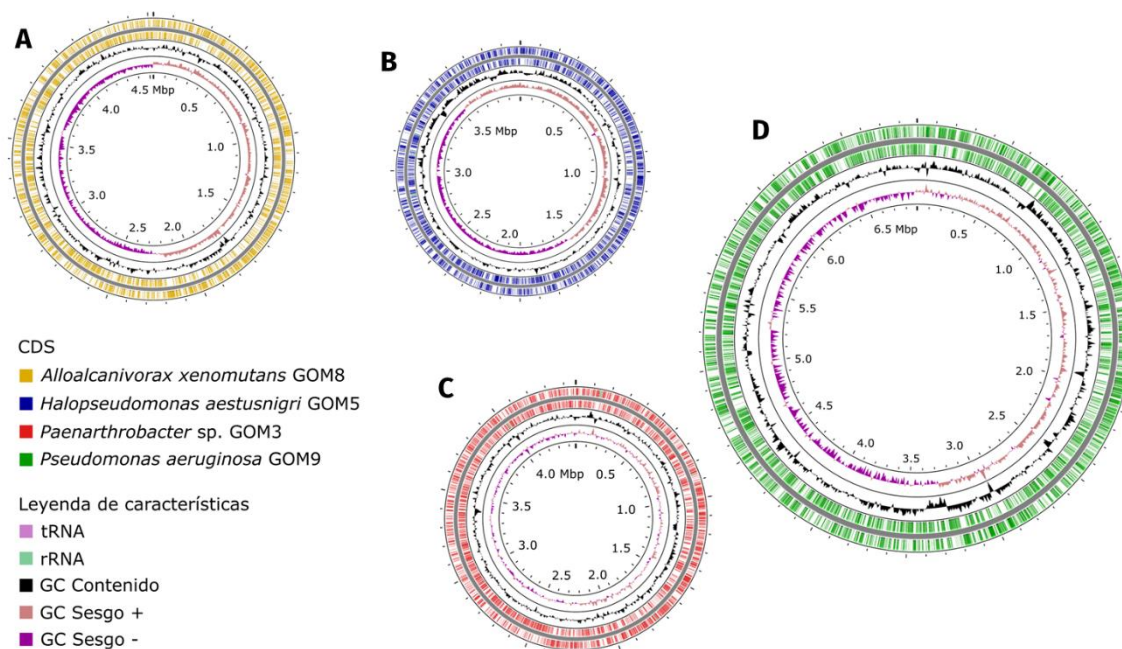 A
4.5 Mbp
0.5
1.0
1.5
2.0
2.5
3.0
3.5
4.0
B
3.5 Mbp
0.5
1.0
1.5
2.0
2.5
3.0
D
6.5 Mbp
0.5
1.0
1.5
2.0
2.5
3.0
3.5
4.0
4.5
5.0
5.5
6.0
C
4.0 Mbp
0.5
1.0
1.5
2.0
2.5
3.0
3.5
CDS
Alloalcanivorax xenomutans GOM8
Halopseudomonas aestusnigri GOM5
Paenarthrobacter sp. GOM3
Pseudomonas aeruginosa GOM9
Leyenda de característícas
tRNA
rRNA
GC Contenido
GC Sesgo +
GC Sesgo -